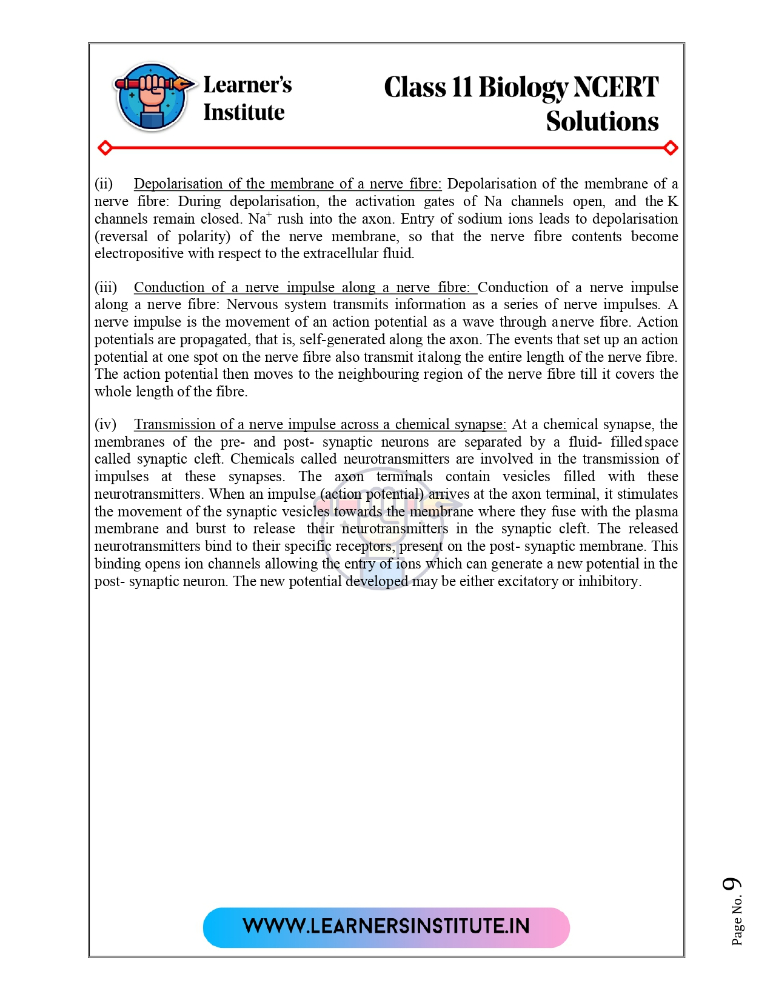 Learner's
Institute
Class 11 Biology NCERT
Solutions
(ii) Depolarisation of the membrane of a nerve fibre: Depolarisation of the membrane of a
nerve fibre: During depolarisation, the activation gates of Na channels open, and the K
channels remain closed. Na⁺ rush into the axon. Entry of sodium ions leads to depolarisation
(reversal of polarity) of the nerve membrane, so that the nerve fibre contents become
electropositive with respect to the extracellular fluid.
(iii) Conduction of a nerve impulse along a nerve fibre: Conduction of a nerve impulse
along a nerve fibre: Nervous system transmits information as a series of nerve impulses. A
nerve impulse is the movement of an action potential as a wave through a nerve fibre. Action
potentials are propagated, that is, self-generated along the axon. The events that set up an action
potential at one spot on the nerve fibre also transmit it along the entire length of the nerve fibre.
The action potential then moves to the neighbouring region of the nerve fibre till it covers the
whole length of the fibre.
(iv) Transmission of a nerve impulse across a chemical synapse: At a chemical synapse, the
membranes of the pre- and post- synaptic neurons are separated by a fluid- filled space
called synaptic cleft. Chemicals called neurotransmitters are involved in the transmission of
impulses at these synapses. The axon terminals contain vesicles filled with these
neurotransmitters. When an impulse (action potential) arrives at the axon terminal, it stimulates
the movement of the synaptic vesicles towards the membrane where they fuse with the plasma
membrane and burst to release their neurotransmitters in the synaptic cleft. The released
neurotransmitters bind to their specific receptors, present on the post- synaptic membrane. This
binding opens ion channels allowing the entry of ions which can generate a new potential in the
post- synaptic neuron. The new potential developed may be either excitatory or inhibitory.
WWW.LEARNERSINSTITUTE.IN
Page No. 9